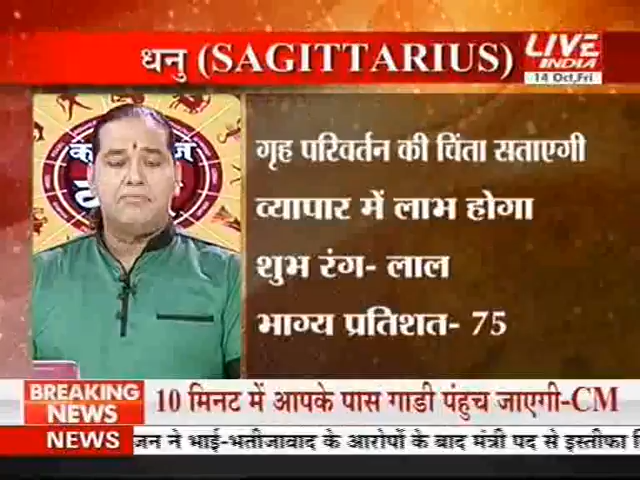 धनु (SAGITTARIUS)
LIVE
INDIA
14 Oct,Fri
गृह परिवर्तन की चिंता सताएगी
व्यापार में लाभ होगा
शुभ रंग- लाल
भाग्य प्रतिशत- 75
BREAKING
NEWS
10 मिनट में आपके पास गाडी पंहुच जाएगी-CM
NEWS
ने भाई-भतीजावाद के आरोपों के बाद मंत्री पद से इस्तीफा